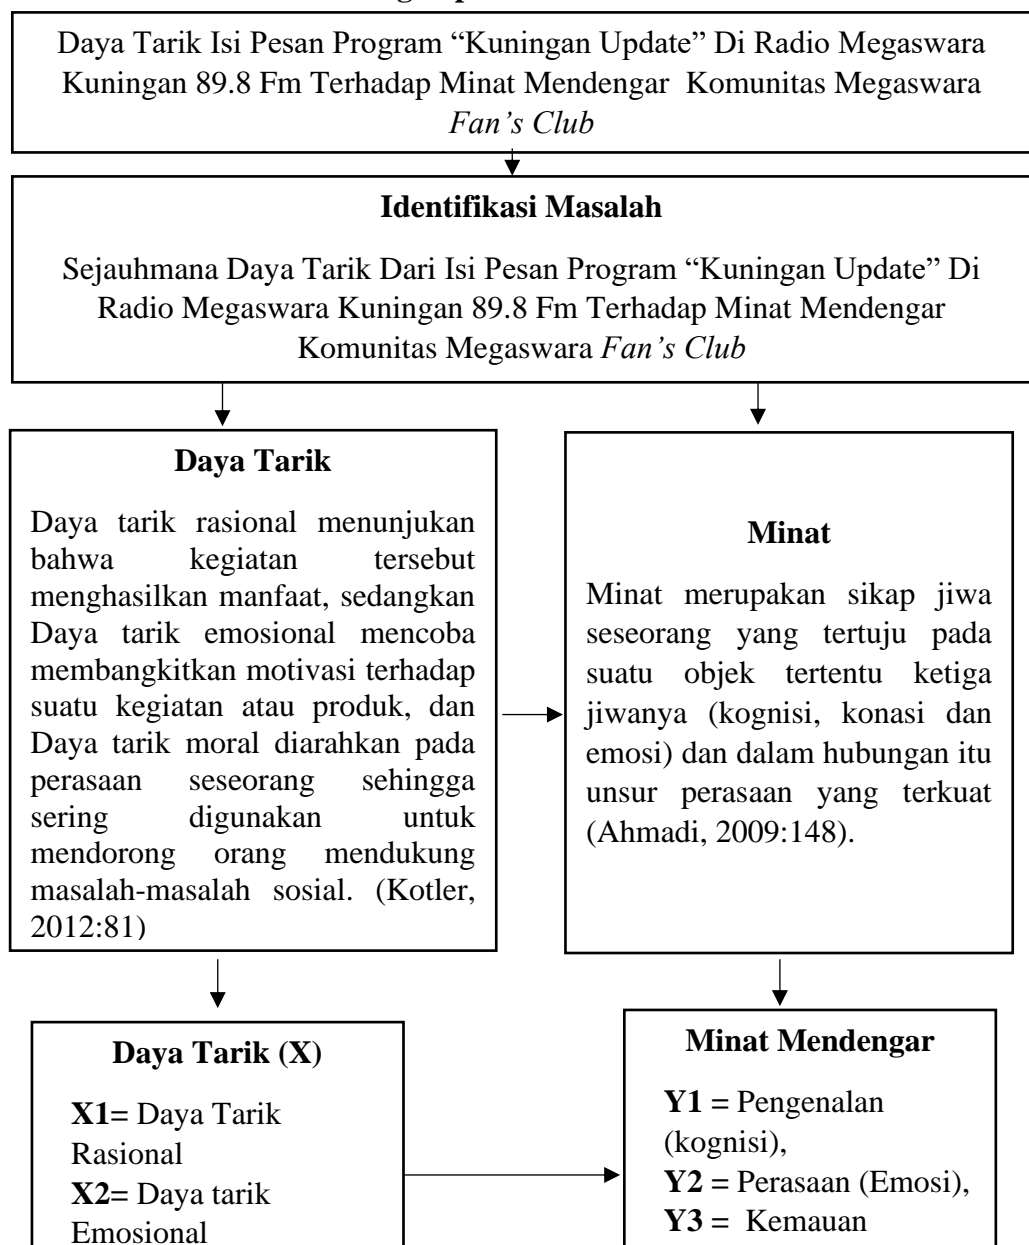 Daya Tarik Isi Pesan Program “Kuningan Update” Di Radio Megaswara
Kuningan 89.8 Fm Terhadap Minat Mendengar Komunitas Megaswara
Fan’s Club
Identifikasi Masalah
Sejauhmana Daya Tarik Dari Isi Pesan Program “Kuningan Update” Di
Radio Megaswara Kuningan 89.8 Fm Terhadap Minat Mendengar
Komunitas Megaswara Fan’s Club
Daya Tarik
Daya tarik rasional menunjukan
bahwa kegiatan tersebut
menghasilkan manfaat, sedangkan
Daya tarik emosional mencoba
membangkitkan motivasi terhadap
suatu kegiatan atau produk, dan
Daya tarik moral diarahkan pada
perasaan seseorang sehingga
sering digunakan untuk
mendorong orang mendukung
masalah-masalah sosial. (Kotler,
2012:81)
Minat
Minat merupakan sikap jiwa
seseorang yang tertuju pada
suatu objek tertentu ketiga
jiwanya (kognisi, konasi dan
emosi) dan dalam hubungan itu
unsur perasaan yang terkuat
(Ahmadi, 2009:148).
Daya Tarik (X)
X1= Daya Tarik
Rasional
X2= Daya tarik
Emosional
Minat Mendengar
Y1 = Pengenalan
(kognisi),
Y2 = Perasaan (Emosi),
Y3 = Kemauan